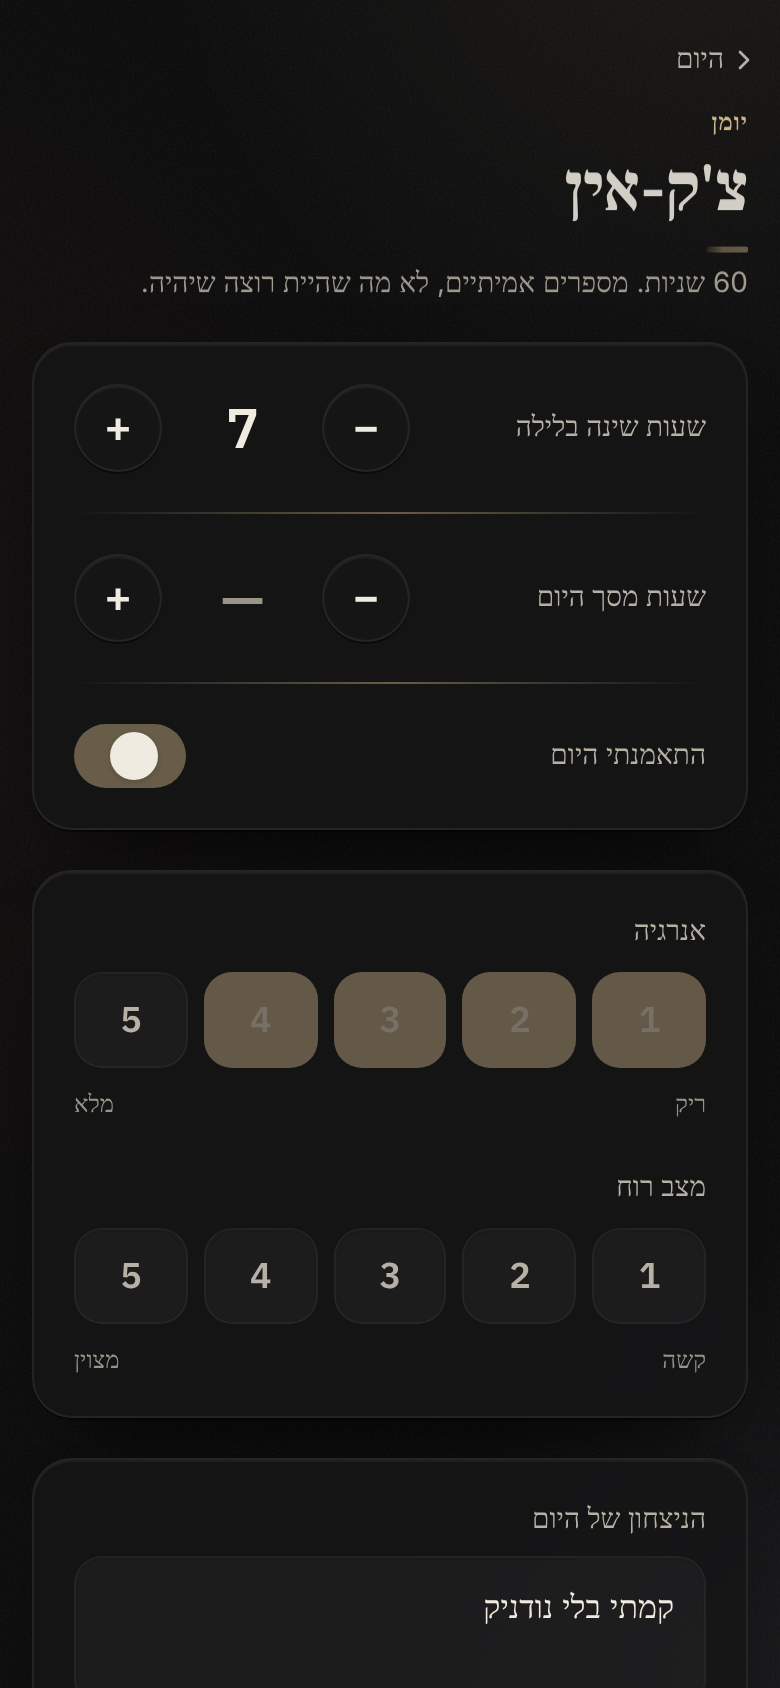 היום
יומן
צ'ק-אין
60 שניות. מספרים אמיתיים, לא מה שהיית רוצה שיהיה.
שעות שינה בלילה − 7 +
שעות מסך היום − — +
התאמנתי היום
אנרגיה
1 2 3 4 5
ריק מלא
מצב רוח
1 2 3 4 5
קשה מצוין
הניצחון של היום
קמתי בלי נודניק